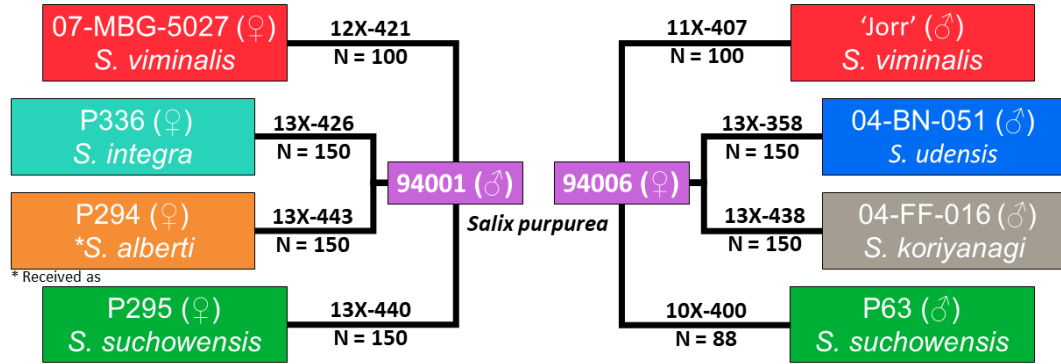 07-MBG-5027 (♀)
S. viminalis
12X-421
N = 100
P336 (♀)
S. integra
13X-426
N = 150
P294 (♀)
*S. alberti
* Received as
13X-443
N = 150
P295 (♀)
S. suchowensis
13X-440
N = 150
94001 (♂)
Salix purpurea
94006 (♀)
11X-407
N = 100
'Jorr' (♂)
S. viminalis
13X-358
N = 150
04-BN-051 (♂)
S. udensis
13X-438
N = 150
04-FF-016 (♂)
S. koriyanagi
10X-400
N = 88
P63 (♂)
S. suchowensis